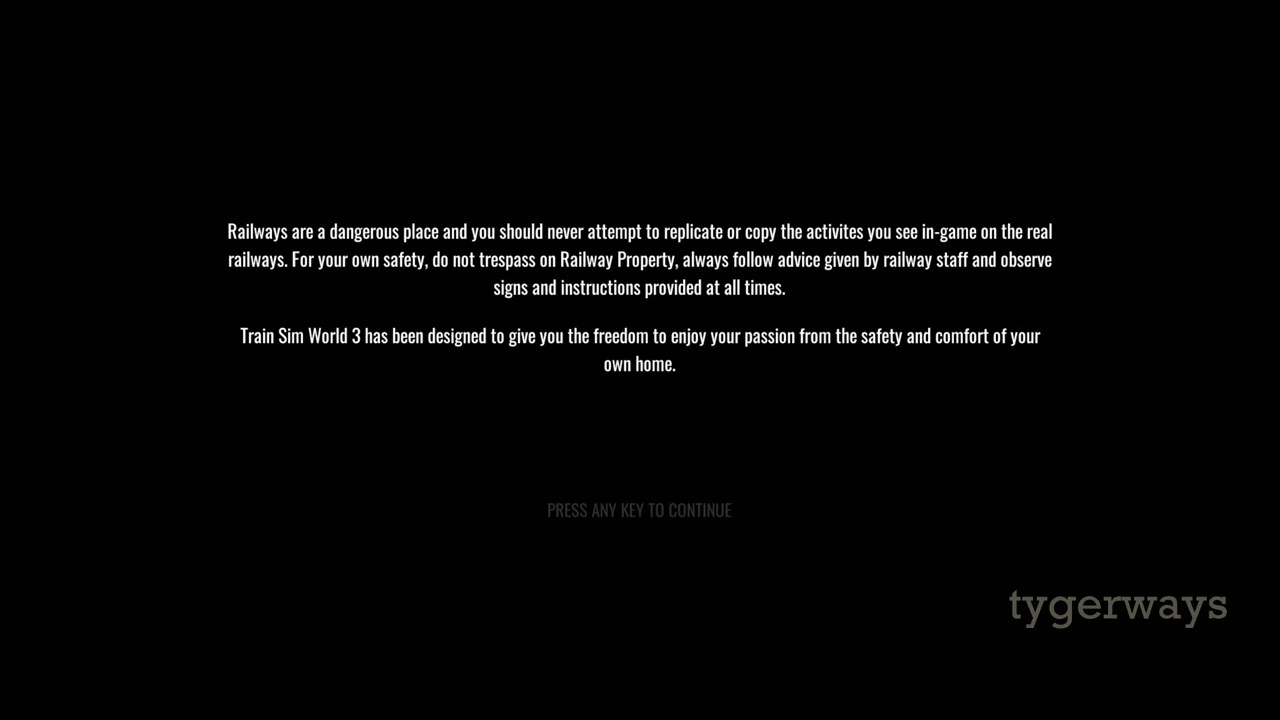 Railways are a dangerous place and you should never attempt to replicate or copy the activites you see in-game on the real
railways. For your own safety, do not trespass on Railway Property, always follow advice given by railway staff and observe
signs and instructions provided at all times.
Train Sim World 3 has been designed to give you the freedom to enjoy your passion from the safety and comfort of your
own home.
PRESS ANY KEY TO CONTINUE
tygerways